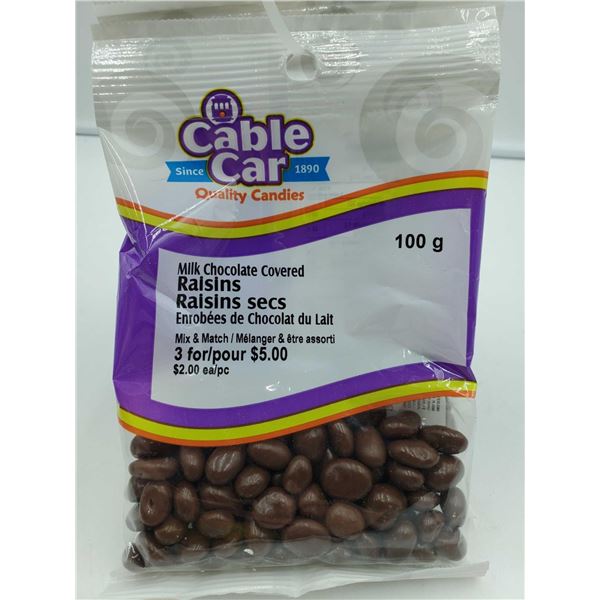 Cable
Car
Since 1890
Quality Candies
100 g
Milk Chocolate Covered
Raisins
Raisins secs
Enrobées de Chocolat du Lait
Mix & Match / Mélanger & être assorti
3 for/pour $5.00
$2.00 ea/pc